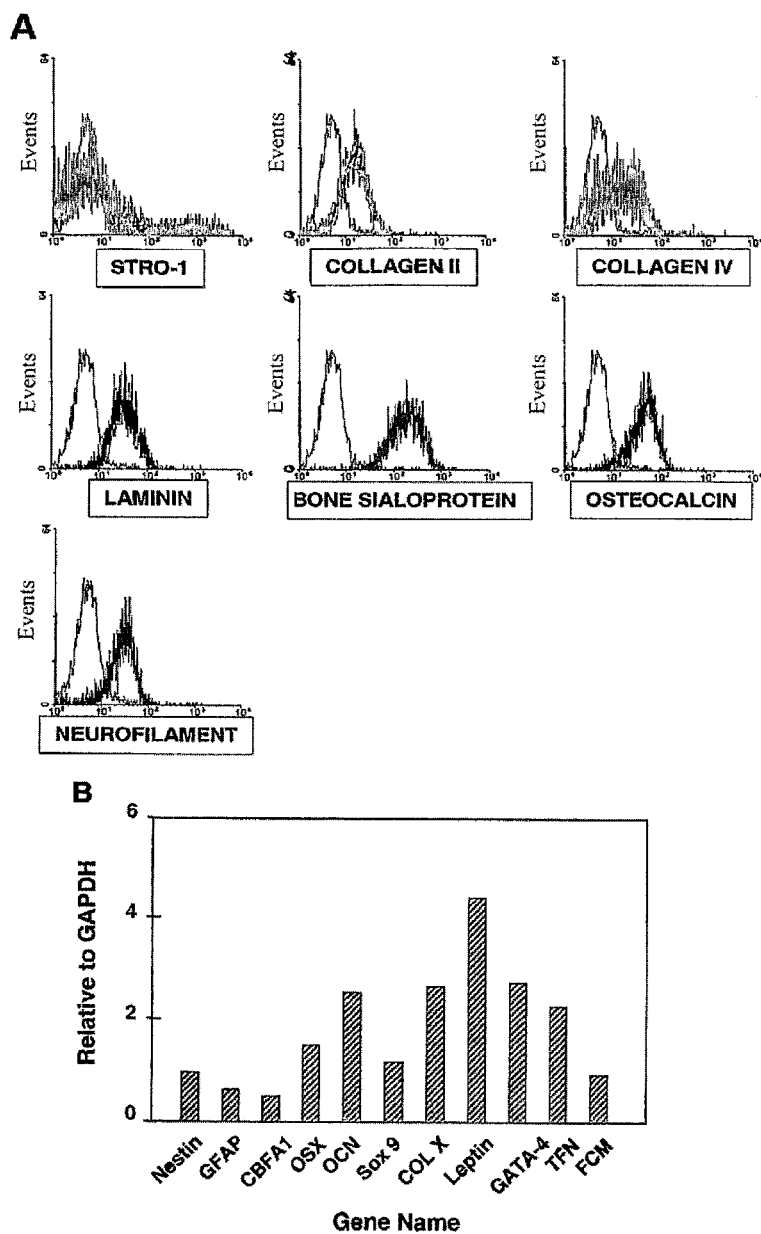 A
Events
STRO-1
Events
COLLAGEN II
Events
COLLAGEN IV
Events
LAMININ
Events
BONE SIALOPROTEIN
Events
OSTEOCALCIN
Events
NEUROFILAMENT
B
Relative to GAPDH
6
4
2
0
Nestin
GFAP
CBFA1
OSX
OCN
Sox 9
COL X
Leptin
GATA-4
TFN
FCM
Gene Name